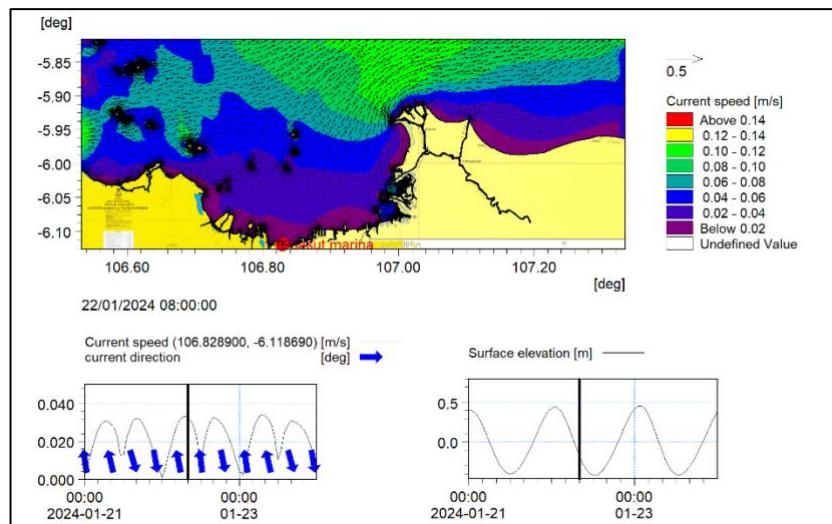 [deg]
-5.85
-5.90
-5.95
-6.00
-6.05
-6.10
106.60
106.80
107.00
107.20
[deg]
0.5
Current speed [m/s]
Above 0.14
0.12 - 0.14
0.10 - 0.12
0.08 - 0.10
0.06 - 0.08
0.04 - 0.06
0.02 - 0.04
Below 0.02
Undefined Value
22/01/2024 08:00:00
Current speed (106.828900, -6.118690) [m/s]
current direction [deg]
0.040
0.020
0.000
00:00
2024-01-21
00:00
01-23
Surface elevation [m]
0.5
0.0
00:00
2024-01-21
00:00
01-23
marina